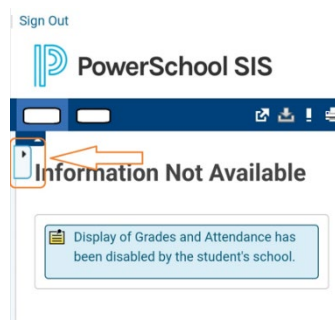 Sign Out
PowerSchool SIS
Information Not Available
Display of Grades and Attendance has
been disabled by the student's school.